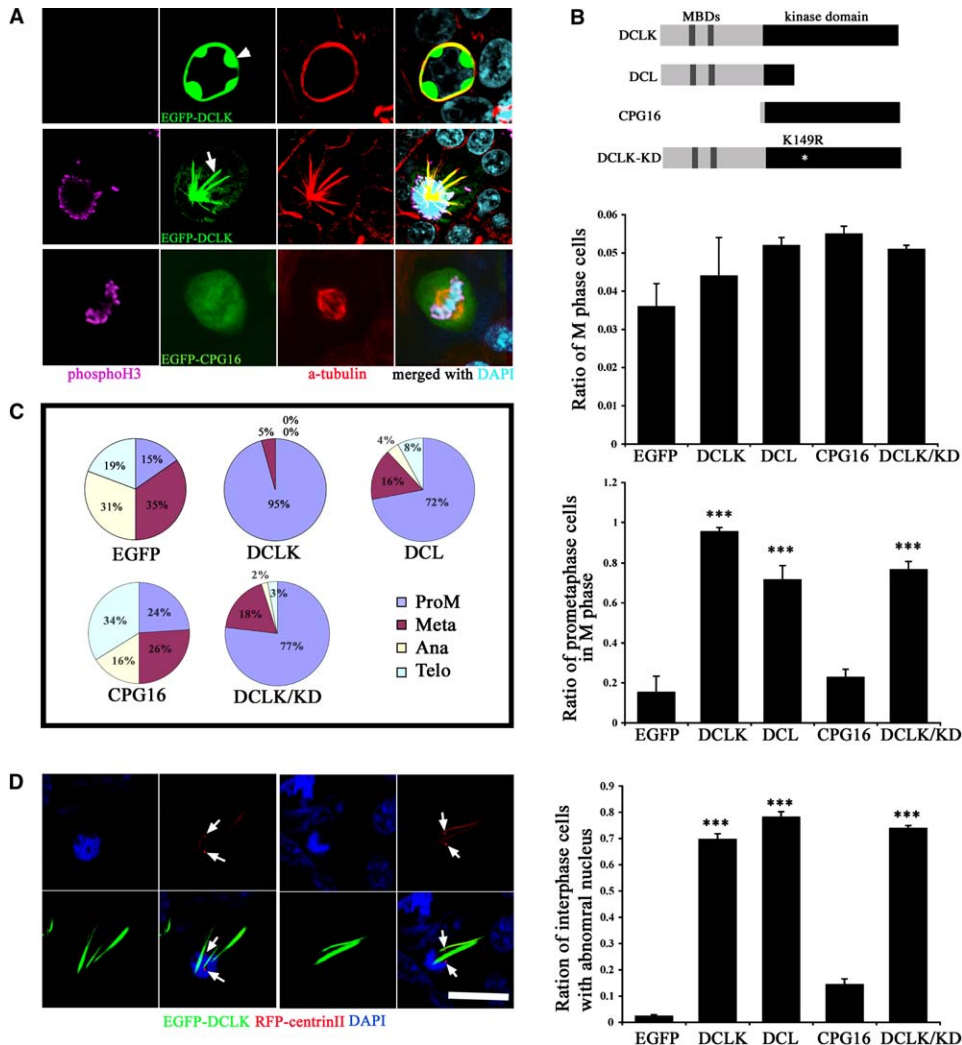 A
EGFP-DCLK
EGFP-DCLK
EGFP-CPG16
phosphoH3
a-tubulin
merged with DAPI
B
MBDs
kinase domain
DCLK
DCL
CPG16
K149R
DCLK-KD
*
Ratio of M phase cells
0.06
0.05
0.04
0.03
0.02
0.01
0
EGFP
DCLK
DCL
CPG16
DCLK/KD
C
19%
15%
31%
35%
EGFP
5%
0%
0%
95%
DCLK
4%
8%
16%
72%
DCL
34%
24%
16%
26%
CPG16
2%
3%
18%
77%
DCLK/KD
ProM
Meta
Ana
Telo
Ratio of prometaphase cells
in M phase
1.2
1
0.8
0.6
0.4
0.2
0
***
***
***
EGFP
DCLK
DCL
CPG16
DCLK/KD
D
EGFP-DCLK RFP-centrinII DAPI
Ration of interphase cells
with abnomral nucleus
0.9
0.8
0.7
0.6
0.5
0.4
0.3
0.2
0.1
0
***
***
***
EGFP
DCLK
DCL
CPG16
DCLK/KD